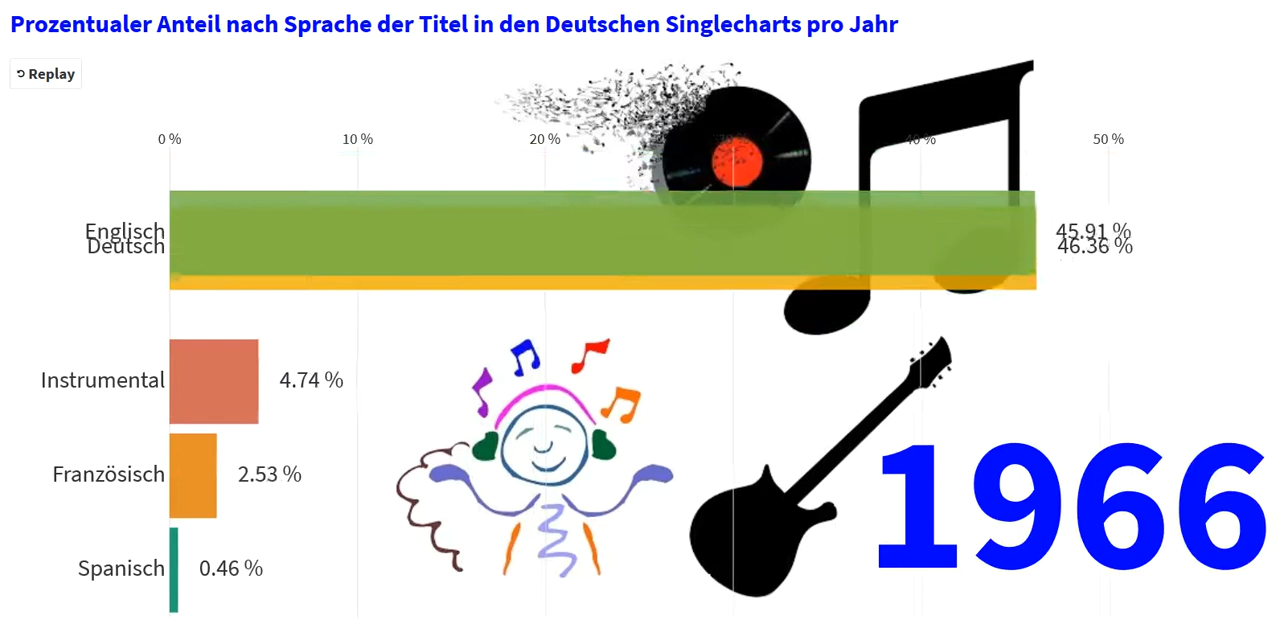 Prozentualer Anteil nach Sprache der Titel in den Deutschen Singlecharts pro Jahr
Replay
0 % 10 % 20 % 30 % 40 % 50 %
Englisch 45.91 %
Deutsch 46.36 %
Instrumental 4.74 %
Französisch 2.53 %
Spanisch 0.46 %
1966